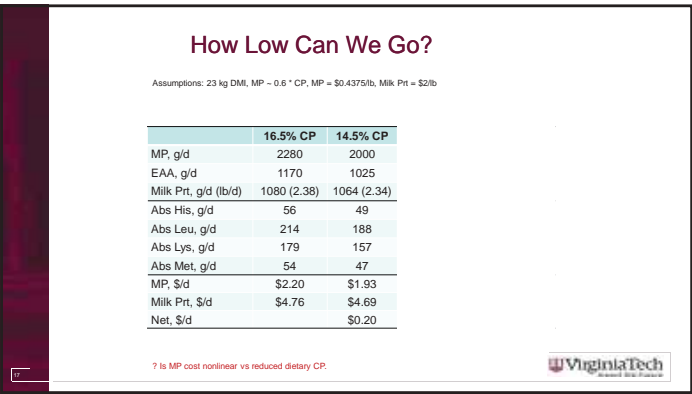 How Low Can We Go?
Assumptions: 23 kg DMI, MP ~ 0.6 * CP, MP = $0.4375/lb, Milk Prt = $2/lb
16.5% CP 14.5% CP
MP, g/d 2280 2000
EAA, g/d 1170 1025
Milk Prt, g/d (lb/d) 1080 (2.38) 1064 (2.34)
Abs His, g/d 56 49
Abs Leu, g/d 214 188
Abs Lys, g/d 179 157
Abs Met, g/d 54 47
MP, $/d $2.20 $1.93
Milk Prt, $/d $4.76 $4.69
Net, $/d $0.20
? Is MP cost nonlinear vs reduced dietary CP.
17
VirginiaTech